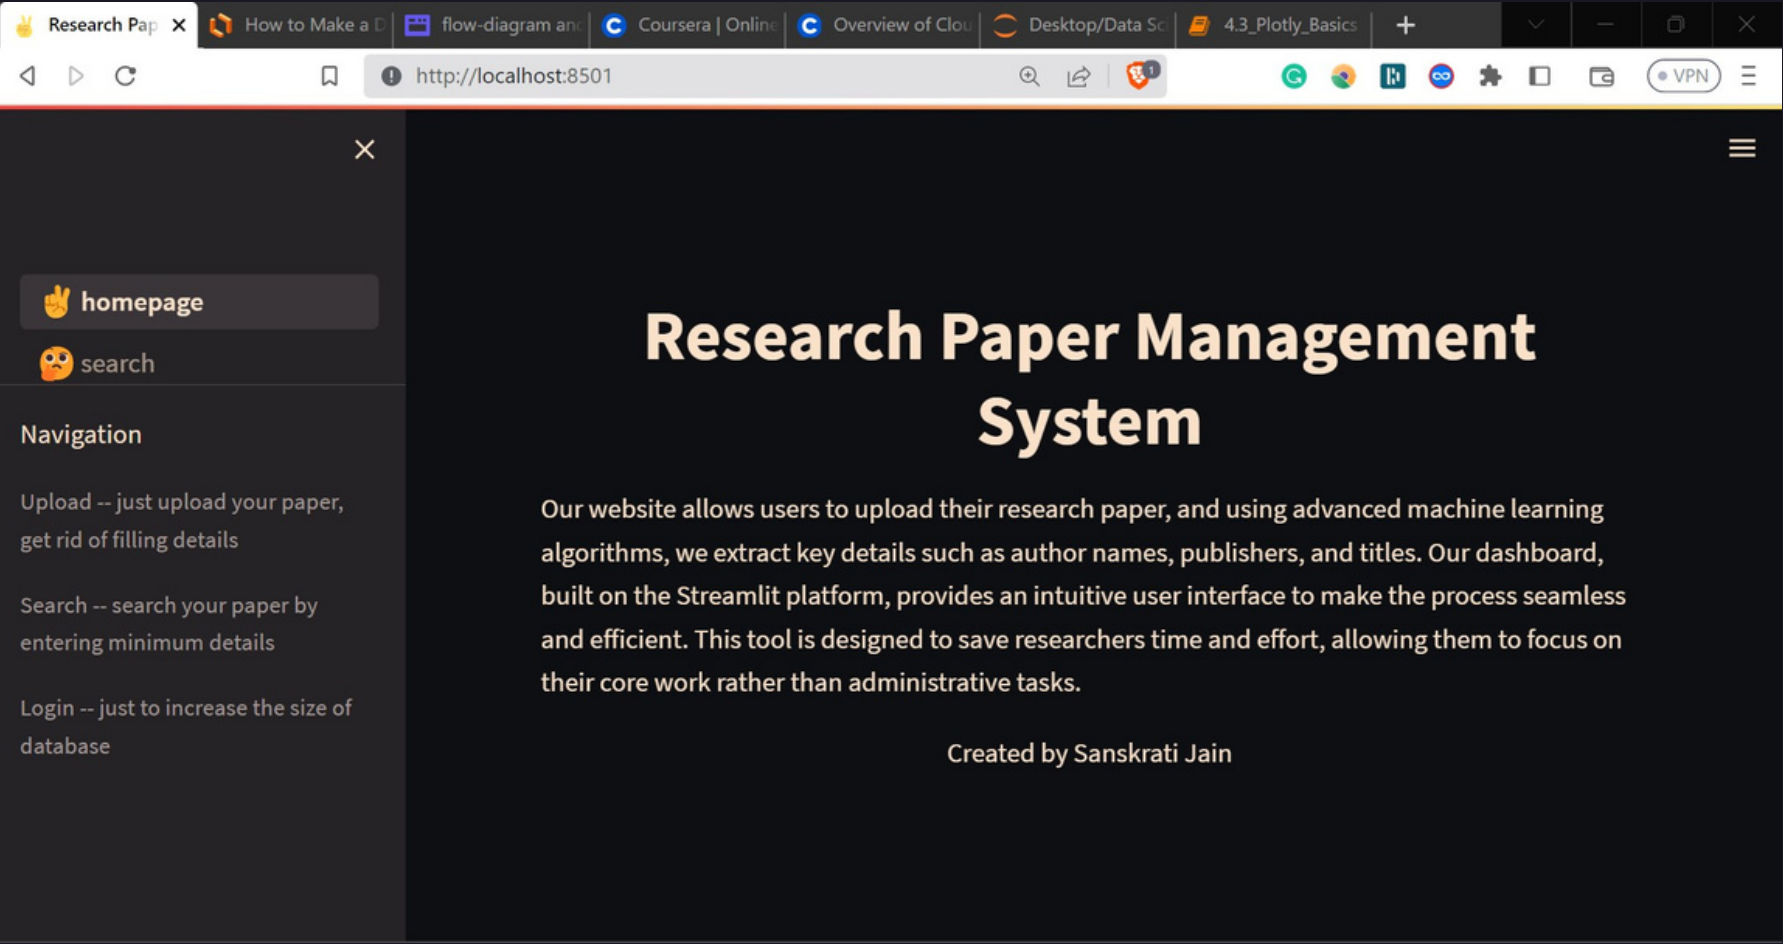 Research Pap
How to Make a D
flow-diagram and
Coursera | Online
Overview of Clou
Desktop/Data Sci
4.3_Plotly_Basics
http://localhost:8501
1
VPN
homepage
search
Navigation
Upload -- just upload your paper,
get rid of filling details
Search -- search your paper by
entering minimum details
Login -- just to increase the size of
database
Research Paper Management
System
Our website allows users to upload their research paper, and using advanced machine learning
algorithms, we extract key details such as author names, publishers, and titles. Our dashboard,
built on the Streamlit platform, provides an intuitive user interface to make the process seamless
and efficient. This tool is designed to save researchers time and effort, allowing them to focus on
their core work rather than administrative tasks.
Created by Sanskrati Jain